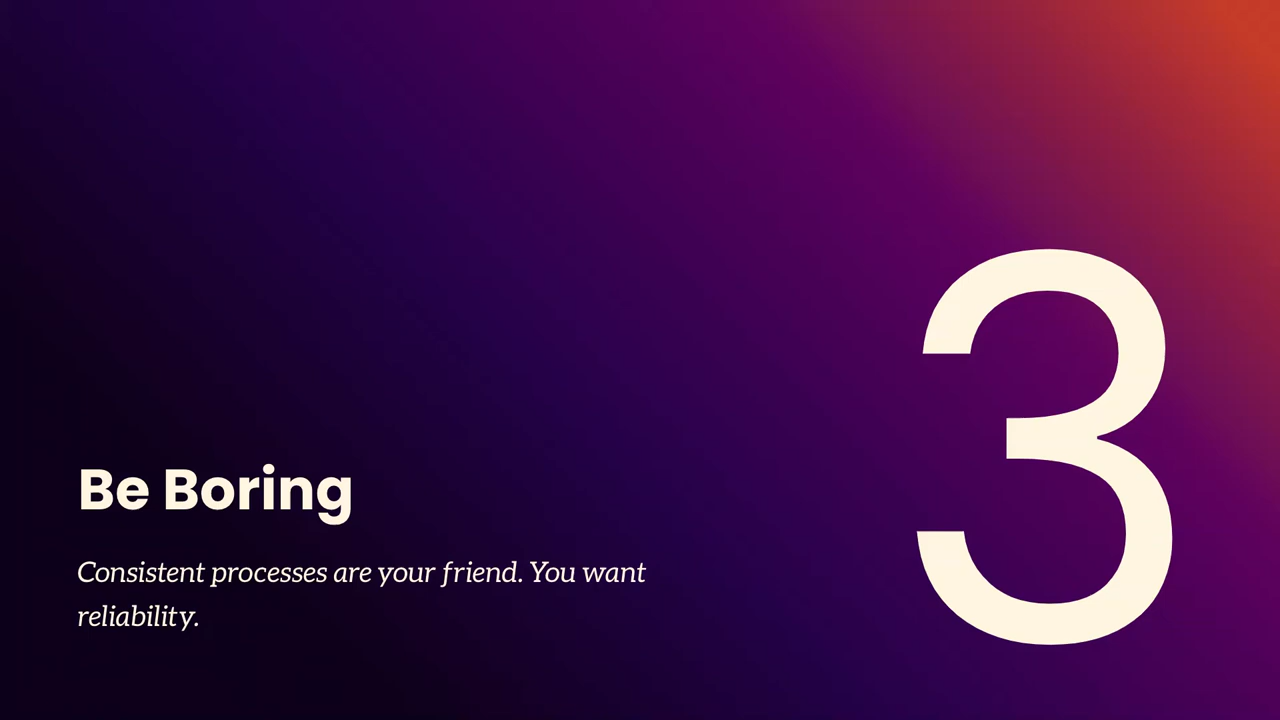 Be Boring
Consistent processes are your friend. You want
reliability.
3